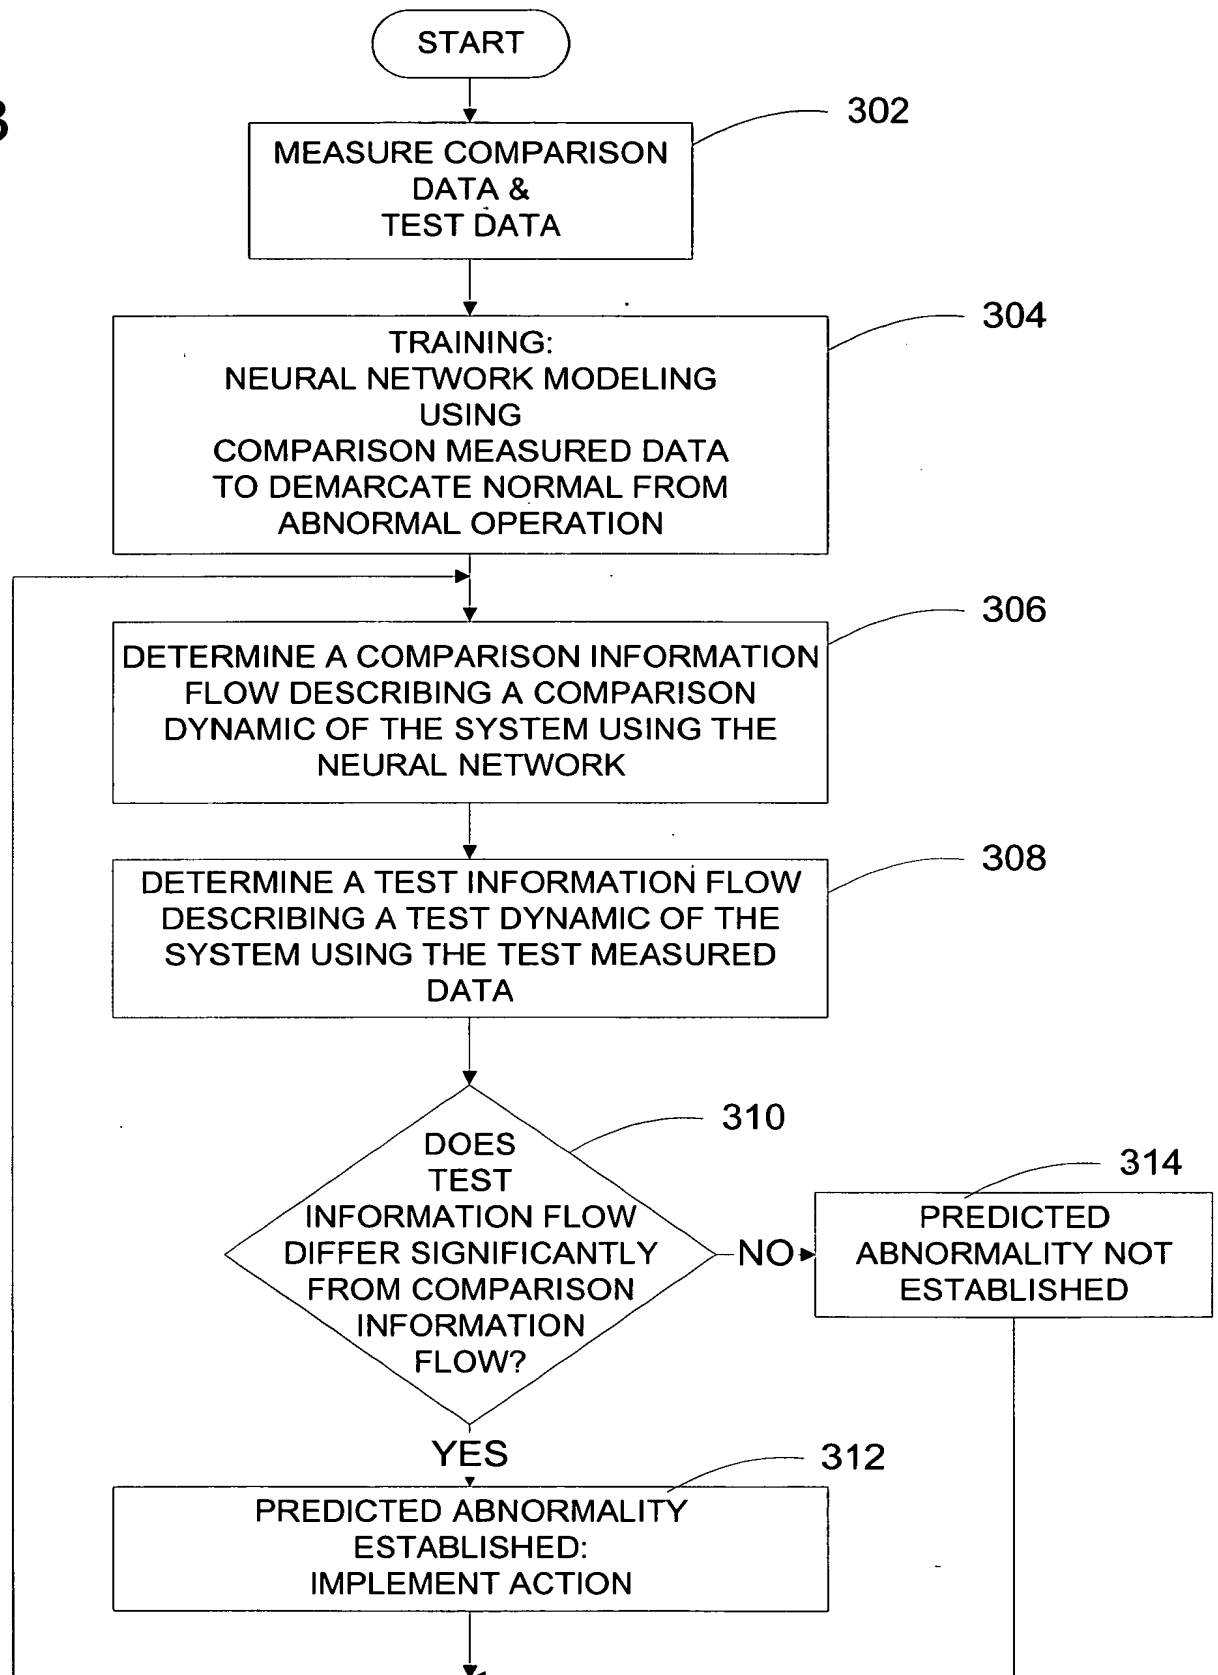 START
3
302
MEASURE COMPARISON
DATA &
TEST DATA
304
TRAINING:
NEURAL NETWORK MODELING
USING
COMPARISON MEASURED DATA
TO DEMARCATE NORMAL FROM
ABNORMAL OPERATION
306
DETERMINE A COMPARISON INFORMATION
FLOW DESCRIBING A COMPARISON
DYNAMIC OF THE SYSTEM USING THE
NEURAL NETWORK
308
DETERMINE A TEST INFORMATION FLOW
DESCRIBING A TEST DYNAMIC OF THE
SYSTEM USING THE TEST MEASURED
DATA
310
DOES
TEST
INFORMATION FLOW
DIFFER SIGNIFICANTLY
FROM COMPARISON
INFORMATION
FLOW?
NO
314
PREDICTED
ABNORMALITY NOT
ESTABLISHED
YES
312
PREDICTED ABNORMALITY
ESTABLISHED:
IMPLEMENT ACTION